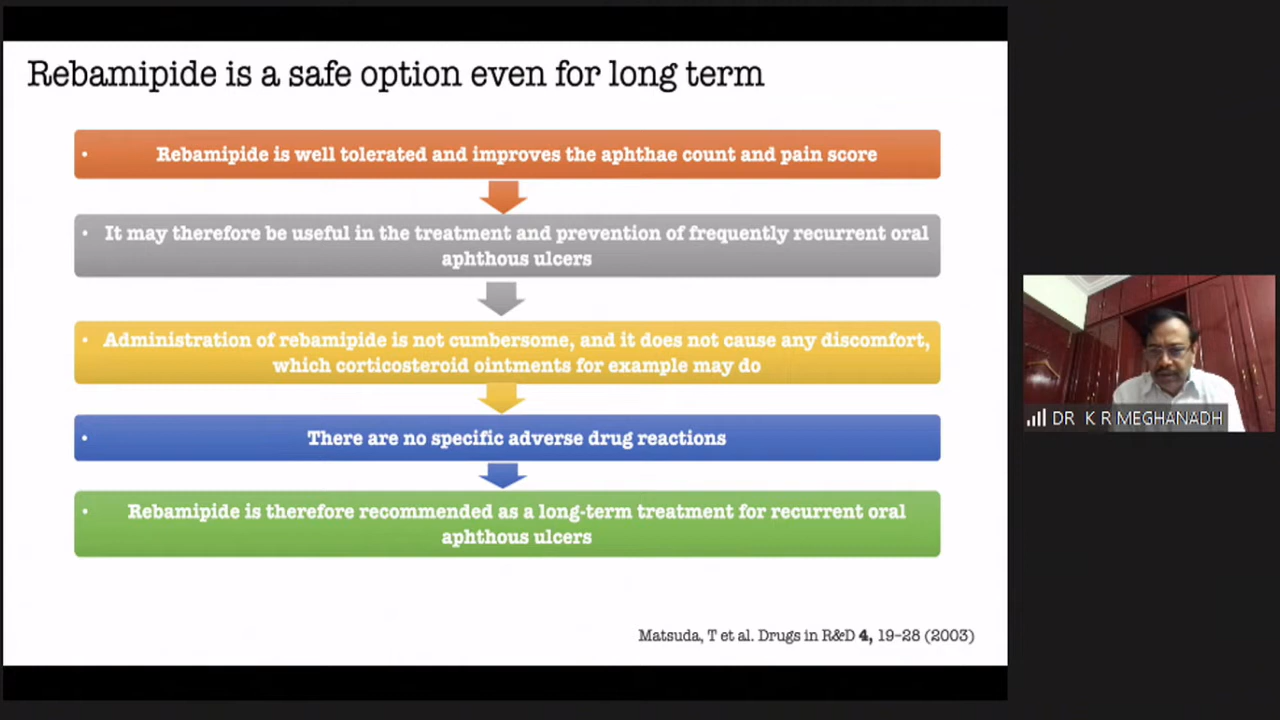 Rebamipide is a safe option even for long term
• Rebamipide is well tolerated and improves the aphthae count and pain score
• It may therefore be useful in the treatment and prevention of frequently recurrent oral
aphthous ulcers
• Administration of rebamipide is not cumbersome, and it does not cause any discomfort,
which corticosteroid ointments for example may do
• There are no specific adverse drug reactions
• Rebamipide is therefore recommended as a long-term treatment for recurrent oral
aphthous ulcers
Matsuda, T et al. Drugs in R&D 4, 19–28 (2003)
DR K R MEGHANADH